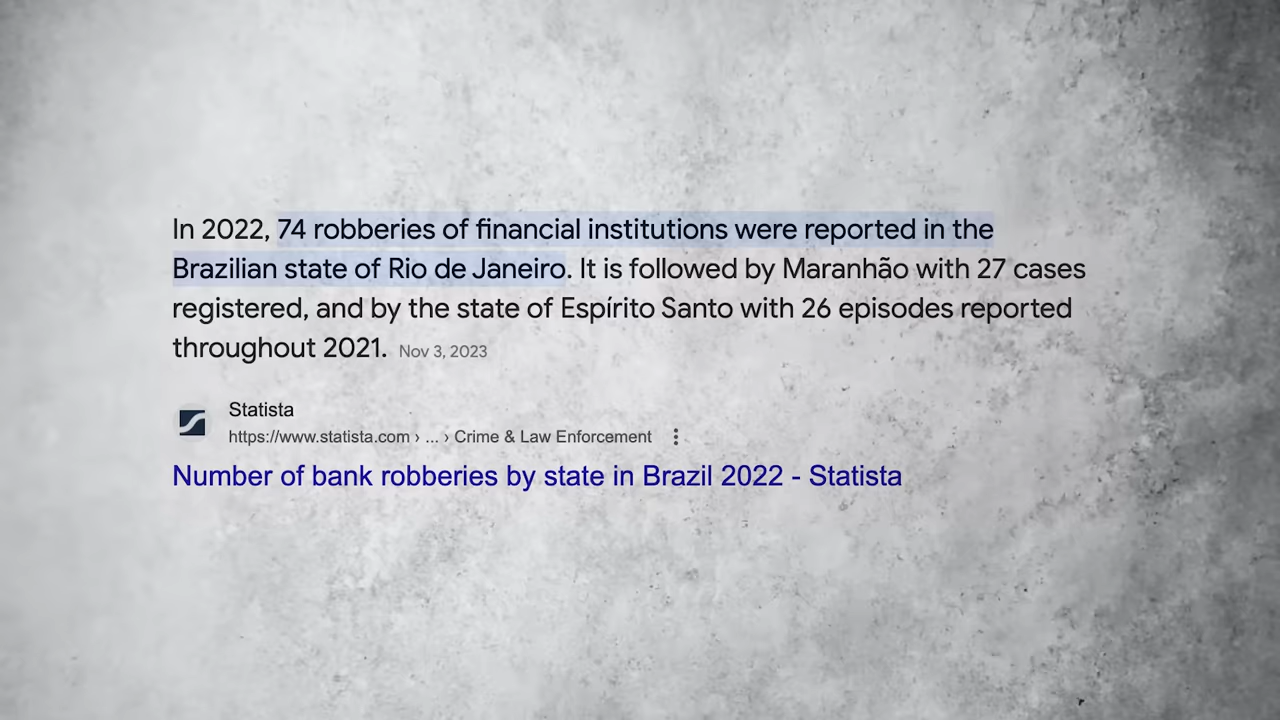 In 2022, 74 robberies of financial institutions were reported in the
Brazilian state of Rio de Janeiro. It is followed by Maranhão with 27 cases
registered, and by the state of Espírito Santo with 26 episodes reported
throughout 2021. Nov 3, 2023
Statista
https://www.statista.com › ... › Crime & Law Enforcement
Number of bank robberies by state in Brazil 2022 - Statista